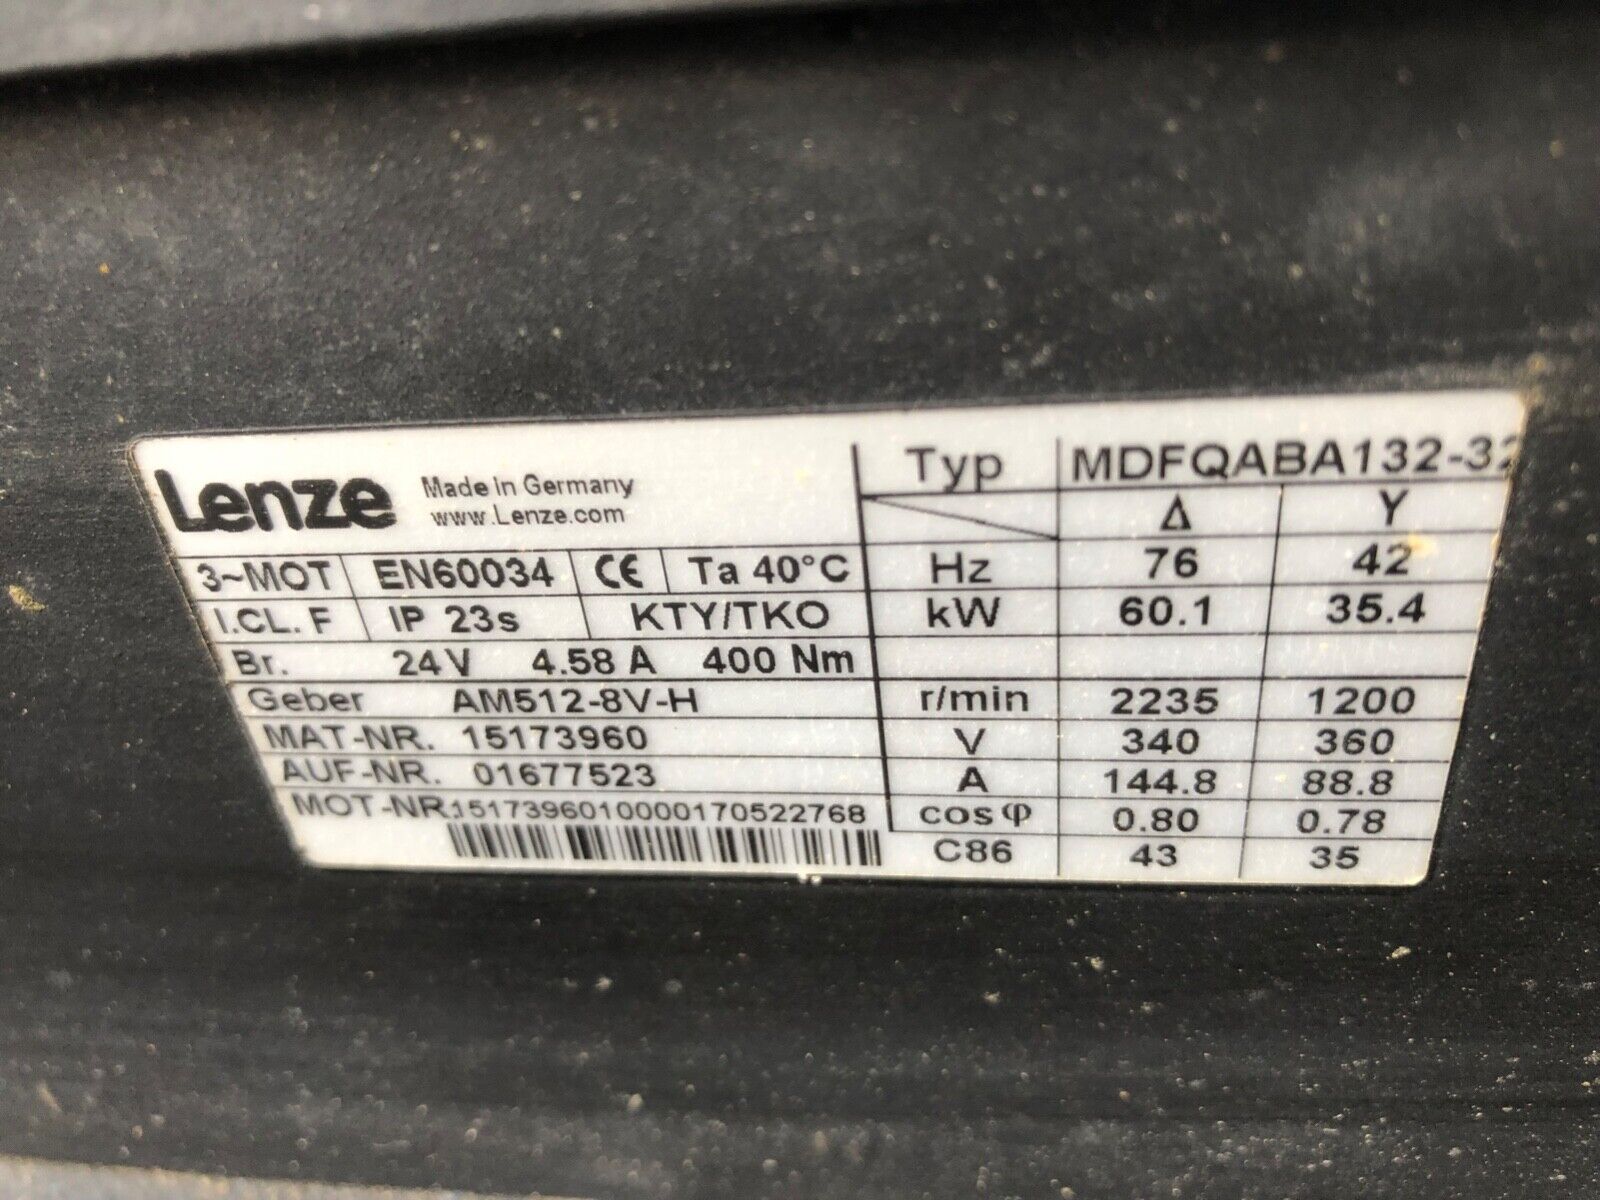 Lenze Made in Germany
www.Lenze.com
3~MOT EN60034 CE Ta 40°C
I.CL. F IP 23s KTY/TKO
Br. 24V 4.58 A 400 Nm
Geber AM512-8V-H
MAT-NR. 15173960
AUF-NR. 01677523
MOT-NR.1517396010000170522768
Typ MDFQABA132-32
Δ Y
Hz 76 42
kW 60.1 35.4
r/min 2235 1200
V 340 360
A 144.8 88.8
cos φ 0.80 0.78
C86 43 35